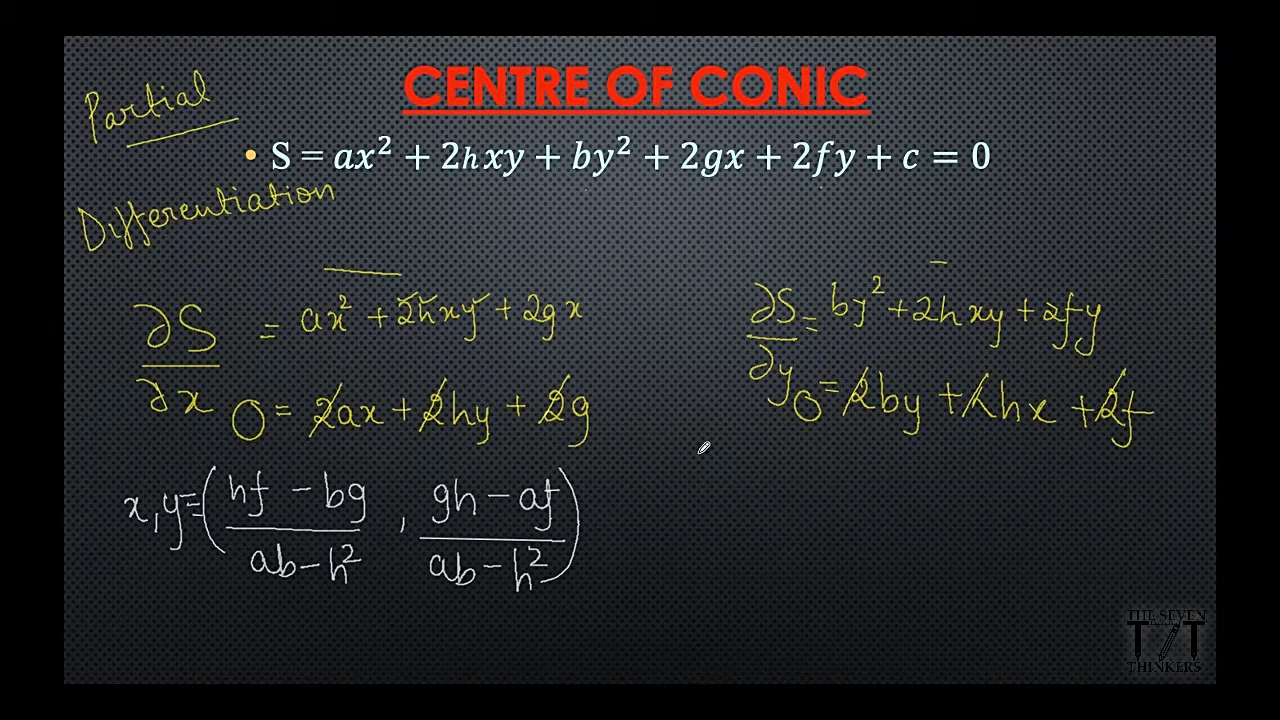 CENTRE OF CONIC
Partial
• S = ax² + 2hxy + by² + 2gx + 2fy + c = 0
Differentiation
∂S/∂x = ax² + 2hxy + 2gx
0 = 2ax + 2hy + 2g
∂S/∂y = by² + 2hxy + 2fy
0 = 2by + 2hx + 2f
x,y = ( hf - bg / ab - h² , gh - af / ab - h² )
THE SEVEN
T7T
THINKERS